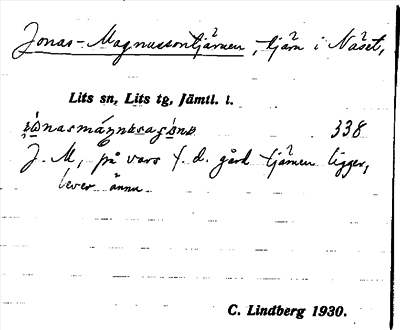 Jonas-Magnussontjärnen, tjärn i Näset,
Lits sn, Lits tg, Jämtl. l.
338
J. M, på vars f. d. gård tjärnen ligger,
lever ännu.
C. Lindberg 1930.